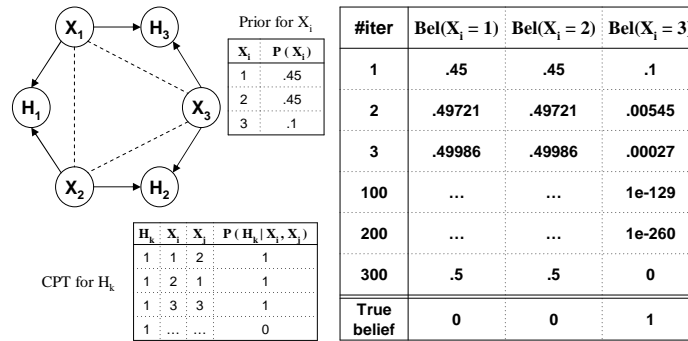 X1
H3
H1
X3
X2
H2
Prior for Xi
Xi P ( Xi )
1 .45
2 .45
3 .1
CPT for Hk
Hk Xi Xj P ( Hk | Xi , Xj )
1 1 2 1
1 2 1 1
1 3 3 1
1 ... ... 0
#iter Bel(Xi = 1) Bel(Xi = 2) Bel(Xi = 3)
1 .45 .45 .1
2 .49721 .49721 .00545
3 .49986 .49986 .00027
100 ... ... 1e-129
200 ... ... 1e-260
300 .5 .5 0
True belief 0 0 1